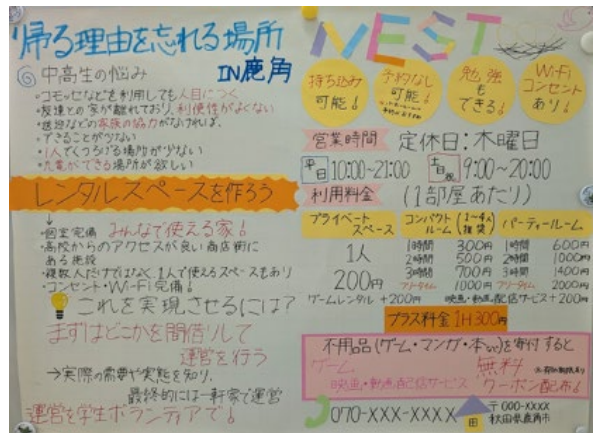 帰る理由を忘れる場所
IN鹿角
中高生の悩み
・コモッセなどを利用しても人目につく
・友達との家が離れており、利便性がよくない
・送迎などの家族の協力がなければ、
できることが少ない
・1人でくつろげる場所が少ない
・充電ができる場所が欲しい
レンタルスペースを作ろう
↓
・個室完備 みんなで使える家!
・高校からのアクセスが良い商店街に
ある施設
・複数人だけではなく1人で使えるスペースもあり
・コンセント・Wi-Fi完備!
これを実現させるには?
まずはどこかを間借りして
運営を行う
→実際の需要や実態を知り、
最終的には一軒家で運営
運営を学生ボランティアで!
NEST
持ち込み
可能!
予約なし
可能!
勉強
も
できる!
Wi-Fi
コンセント
あり!
営業時間 定休日:木曜日
平日 10:00~21:00 土日祝 9:00~20:00
利用料金 (1部屋あたり)
プライベート
スペース
1人
200円
コンパクト
ルーム (1~4人推奨)
1時間 300円
2時間 500円
3時間 700円
フリータイム 1000円
パーティールーム
1時間 600円
2時間 1000円
3時間 1400円
フリータイム 2000円
ゲームレンタル +200円 映画・動画配信サービス+200円
プラス料金 1H 300円
不用品(ゲーム・マンガ・本など)を寄付すると
ゲーム
映画・動画配信サービス
無料
クーポン配布!
070-XXX-XXXX
〒000-XXXX
秋田県鹿角市